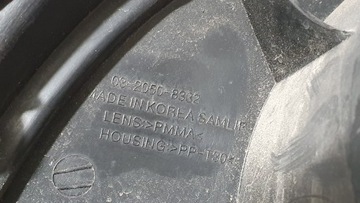 MADE IN KOREA SAMLIP
LENS:>PMMA<
HOUSING:>PP-T20<